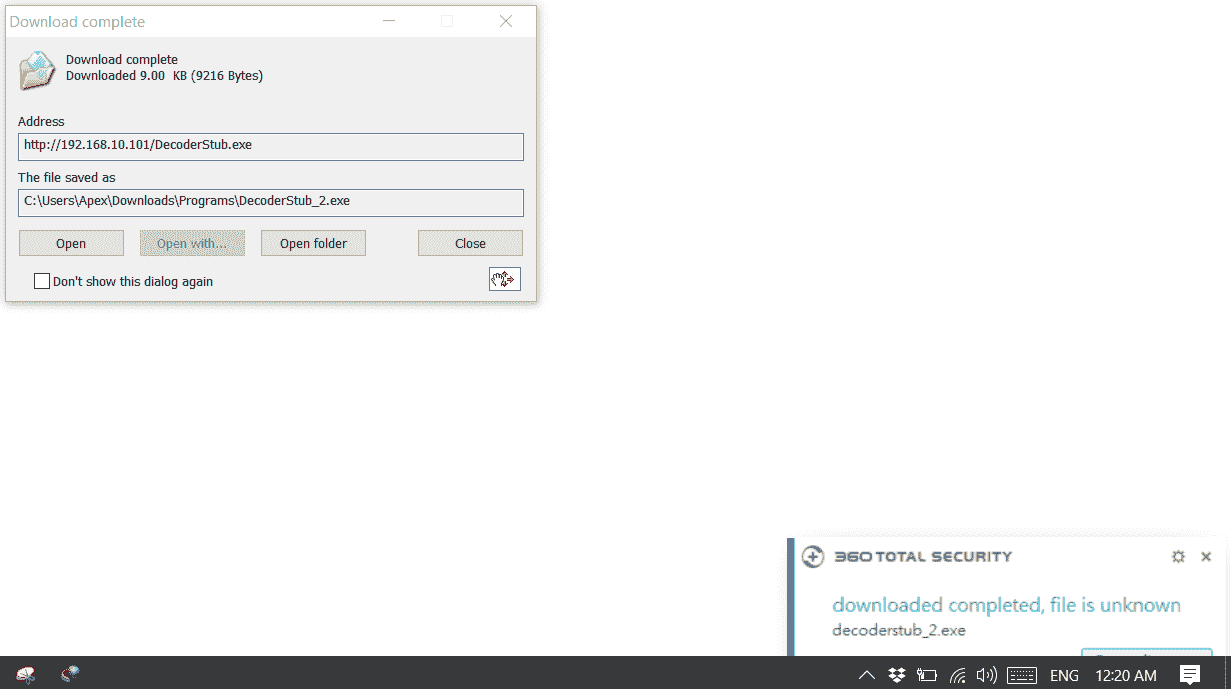 Download complete
Download complete
Downloaded 9.00 KB (9216 Bytes)
Address
http://192.168.10.101/DecoderStub.exe
The file saved as
C:\Users\Apex\Downloads\Programs\DecoderStub_2.exe
Open
Open with...
Open folder
Close
Don't show this dialog again
360 TOTAL SECURITY
downloaded completed, file is unknown
decoderstub_2.exe
ENG
12:20 AM